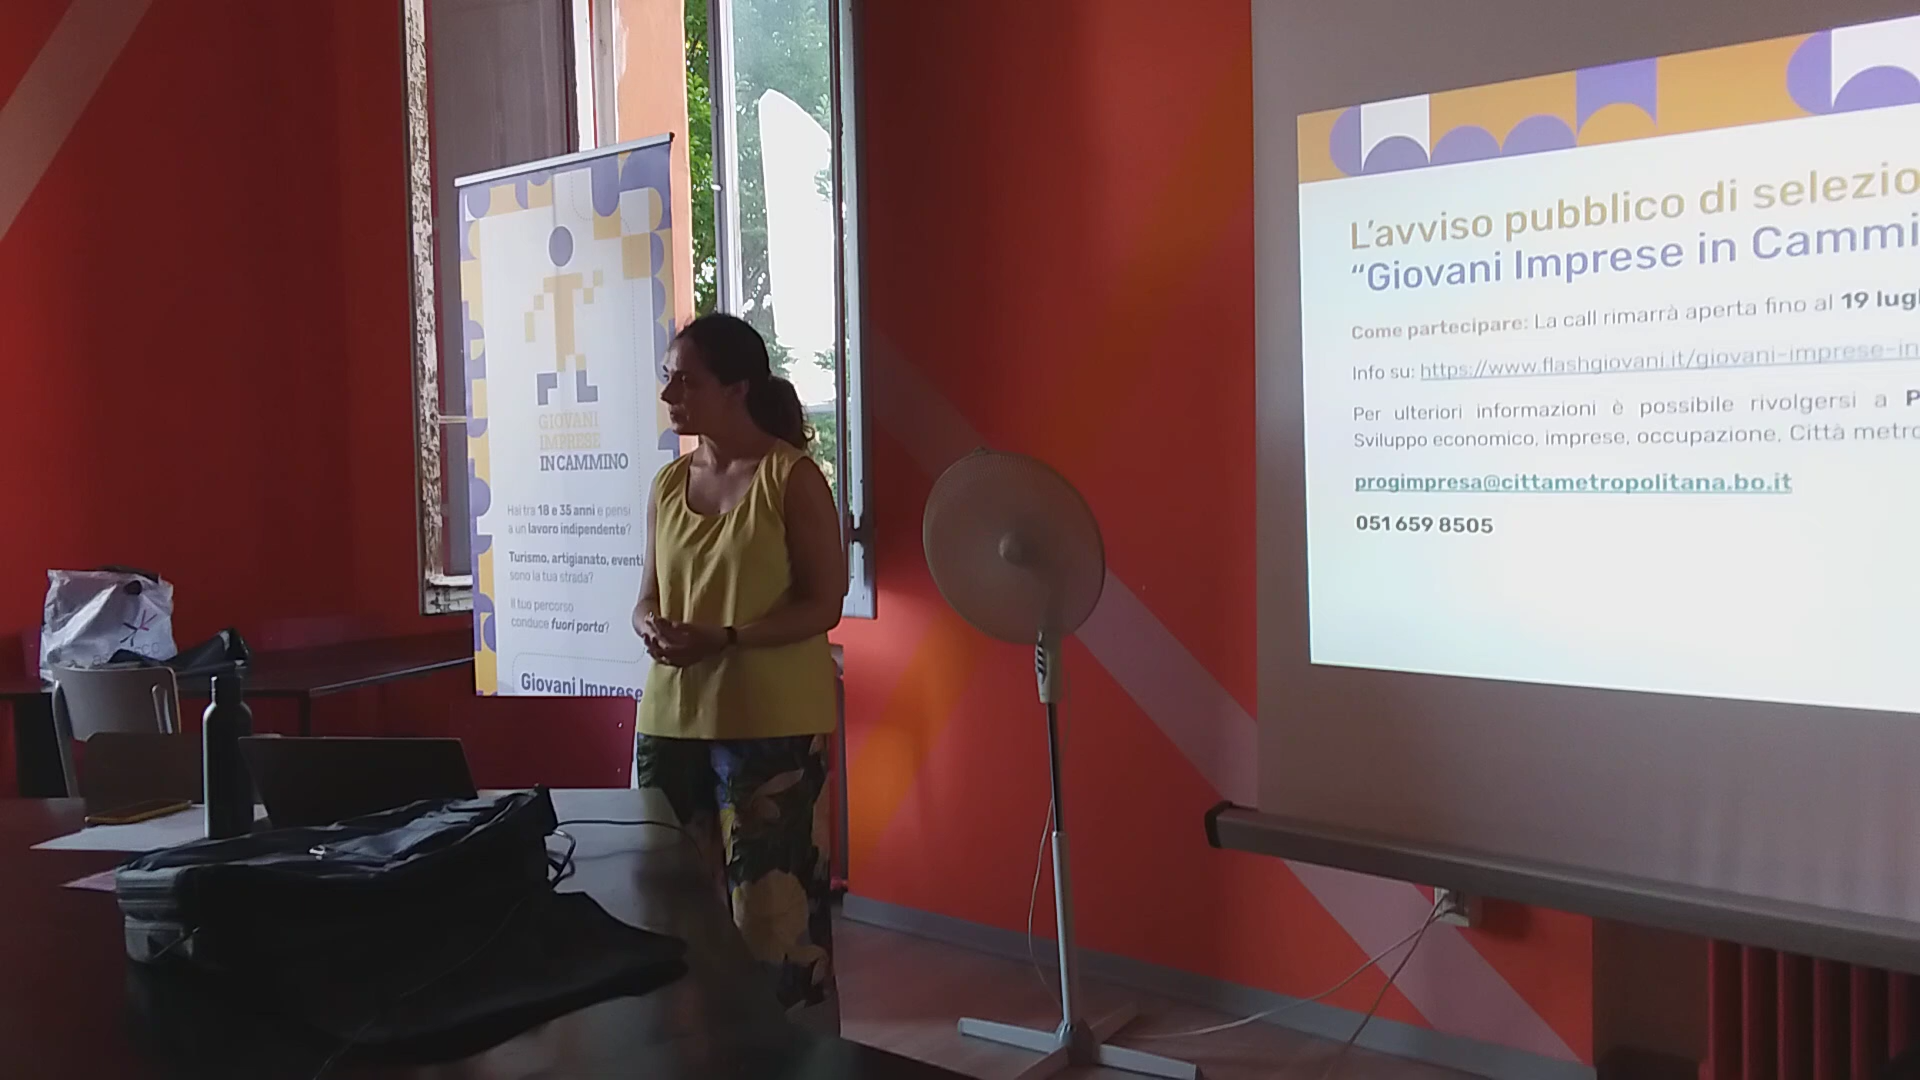 GIOVANI
IMPRESE
IN CAMMINO
Hai tra 18 e 35 anni e pensi
a un lavoro indipendente?
Turismo, artigianato, eventi
sono la tua strada?
Il tuo percorso
conduce fuori porta?
Giovani Imprese
L'avviso pubblico di selezio
“Giovani Imprese in Cammi
Come partecipare: La call rimarrà aperta fino al 19 lugl
Info su: https://www.flashgiovani.it/giovani-imprese-in
Per ulteriori informazioni è possibile rivolgersi a P
Sviluppo economico, imprese, occupazione, Città metro
progimpresa@cittametropolitana.bo.it
051 659 8505